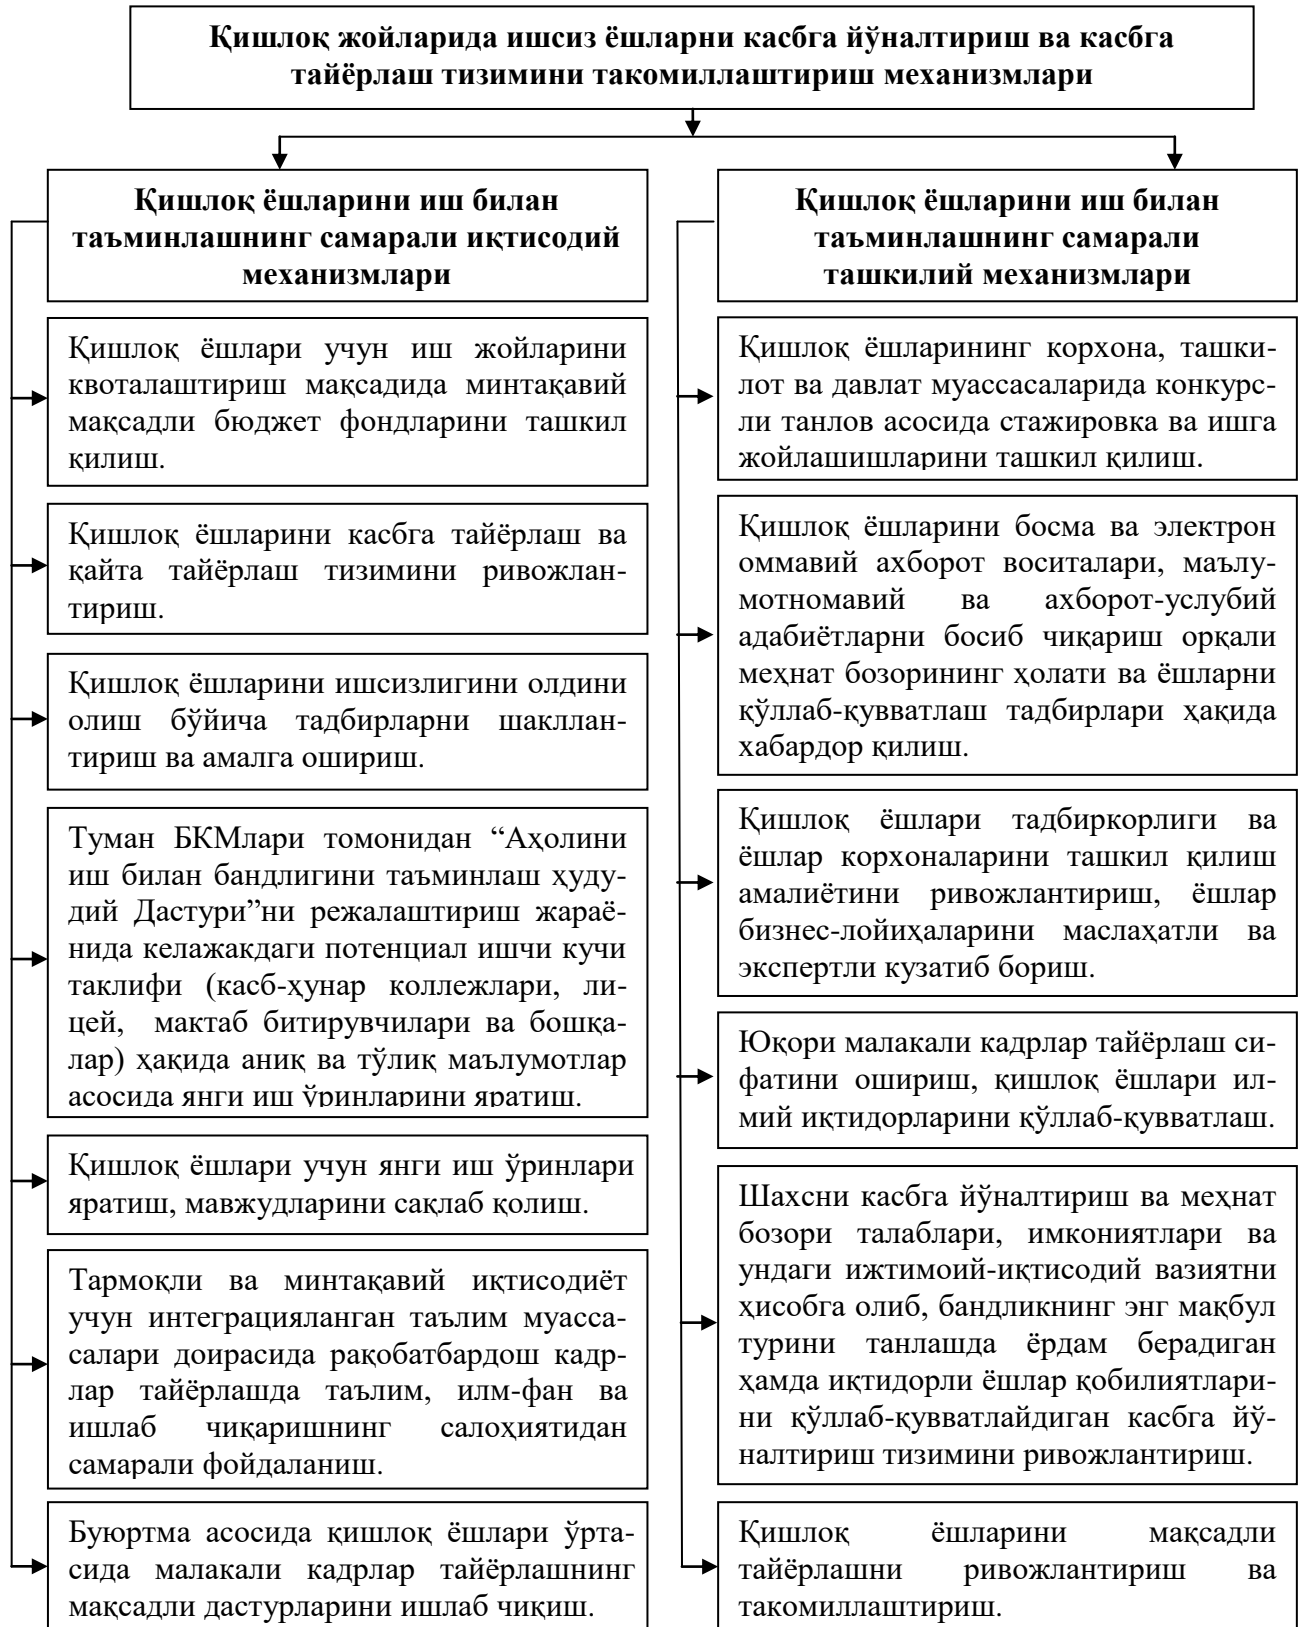 Қишлоқ жойларида ишсиз ёшларни касбга йўналтириш ва касбга
тайёрлаш тизимини такомиллаштириш механизмлари
Қишлоқ ёшларини иш билан
таъминлашнинг самарали иқтисодий
механизмлари
Қишлоқ ёшлари учун иш жойларини
квоталаштириш мақсадида минтақавий
мақсадли бюджет фондларини ташкил
қилиш.
Қишлоқ ёшларини касбга тайёрлаш ва
қайта тайёрлаш тизимини ривожлан-
тириш.
Қишлоқ ёшларини ишсизлигини олдини
олиш бўйича тадбирларни шакллан-
тириш ва амалга ошириш.
Туман БКМлари томонидан “Аҳолини
иш билан бандлигини таъминлаш ҳуду-
дий Дастури”ни режалаштириш жараё-
нида келажакдаги потенциал ишчи кучи
таклифи (касб-ҳунар коллежлари, ли-
цей, мактаб битирувчилари ва бошқа-
лар) ҳақида аниқ ва тўлиқ маълумотлар
асосида янги иш ўринларини яратиш.
Қишлоқ ёшлари учун янги иш ўринлари
яратиш, мавжудларини сақлаб қолиш.
Тармоқли ва минтақавий иқтисодиёт
учун интеграцияланган таълим муасса-
салари доирасида рақобатбардош кадр-
лар тайёрлашда таълим, илм-фан ва
ишлаб чиқаришнинг салоҳиятидан
самарали фойдаланиш.
Буюртма асосида қишлоқ ёшлари ўрта-
сида малакали кадрлар тайёрлашнинг
мақсадли дастурларини ишлаб чиқиш.
Қишлоқ ёшларини иш билан
таъминлашнинг самарали
ташкилий механизмлари
Қишлоқ ёшларининг корхона, ташки-
лот ва давлат муассасаларида конкурс-
ли танлов асосида стажировка ва ишга
жойлашишларини ташкил қилиш.
Қишлоқ ёшларини босма ва электрон
оммавий ахборот воситалари, маълу-
мотномавий ва ахборот-услубий
адабиётларни босиб чиқариш орқали
меҳнат бозорининг ҳолати ва ёшларни
қўллаб-қувватлаш тадбирлари ҳақида
хабардор қилиш.
Қишлоқ ёшлари тадбиркорлиги ва
ёшлар корхоналарини ташкил қилиш
амалиётини ривожлантириш, ёшлар
бизнес-лойиҳаларини маслаҳатли ва
экспертли кузатиб бориш.
Юқори малакали кадрлар тайёрлаш си-
фатини ошириш, қишлоқ ёшлари ил-
мий иқтидорларини қўллаб-қувватлаш.
Шахсни касбга йўналтириш ва меҳнат
бозори талаблари, имкониятлари ва
ундаги ижтимоий-иқтисодий вазиятни
ҳисобга олиб, бандликнинг энг мақбул
турини танлашда ёрдам берадиган
ҳамда иқтидорли ёшлар қобилиятлари-
ни қўллаб-қувватлайдиган касбга йў-
налтириш тизимини ривожлантириш.
Қишлоқ ёшларини мақсадли
тайёрлашни ривожлантириш ва
такомиллаштириш.